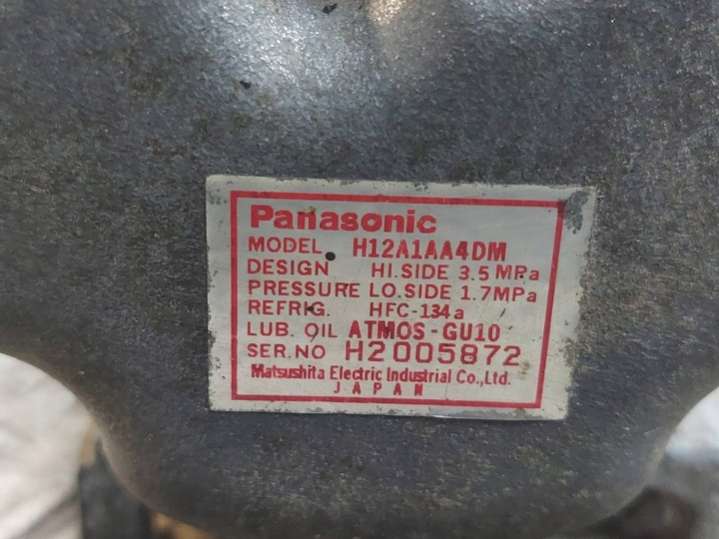 Panasonic
MODEL H12A1AA4DM
DESIGN HI.SIDE 3.5 MPa
PRESSURE LO.SIDE 1.7MPa
REFRIG. HFC-134a
LUB. OIL ATMOS-GU10
SER.NO H2005872
Matsushita Electric Industrial Co.,Ltd.
JAPAN